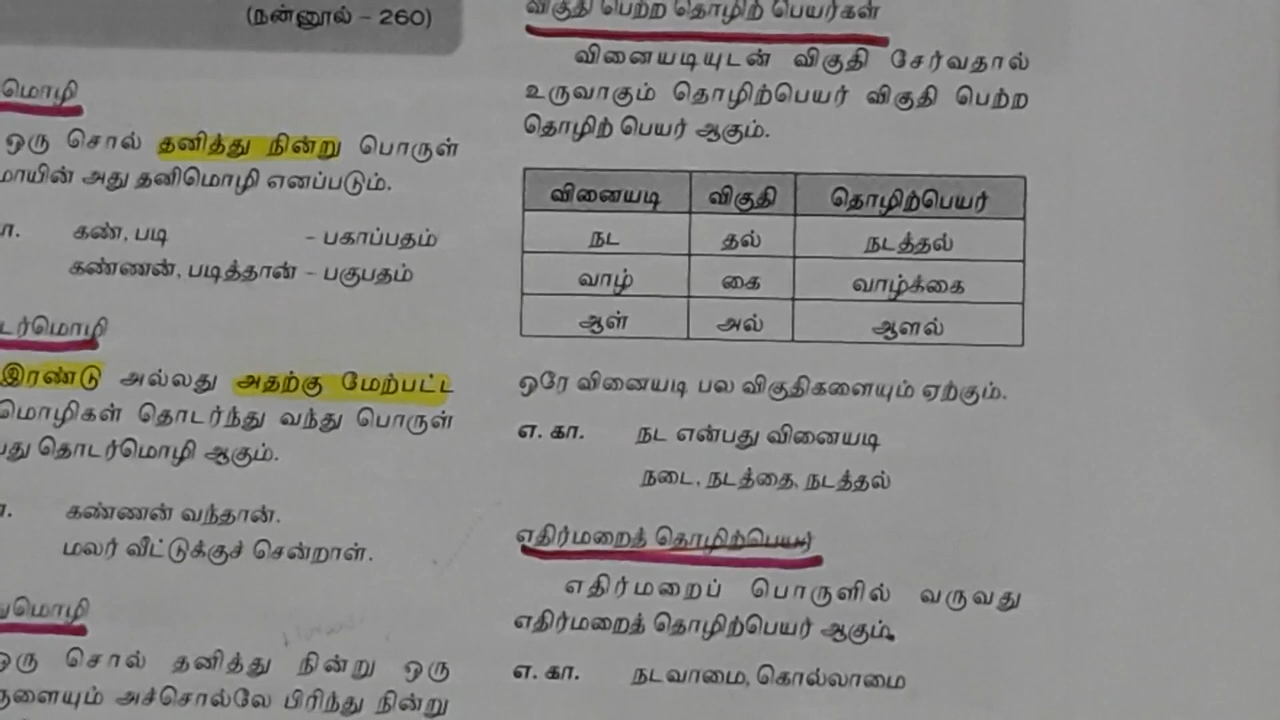 (நன்னூல் – 260)
மொழி
ஒரு சொல் தனித்து நின்று பொருள்
அது தனிமொழி எனப்படும்.
கண், படி – பகாப்பதம்
கண்ணன், படித்தான் – பகுபதம்
இரண்டு அல்லது அதற்கு மேற்பட்ட
மொழிகள் தொடர்ந்து வந்து பொருள்
தொடர்மொழி ஆகும்.
கண்ணன் வந்தான்.
மலர் வீட்டுக்குச் சென்றாள்.
ஒரு சொல் தனித்து நின்று ஒரு
அச்சொல்லே பிரிந்து நின்று
விகுதி பெற்ற தொழிற் பெயர்கள்
வினையடியுடன் விகுதி சேர்வதால்
உருவாகும் தொழிற்பெயர் விகுதி பெற்ற
தொழிற் பெயர் ஆகும்.
வினையடி விகுதி தொழிற்பெயர்
நட தல் நடத்தல்
வாழ் கை வாழ்க்கை
ஆள் அல் ஆளல்
ஒரே வினையடி பல விகுதிகளையும் ஏற்கும்.
எ. கா. நட என்பது வினையடி
நடை, நடத்தை, நடத்தல்
எதிர்மறைத் தொழிற்பெயர்
எதிர்மறைப் பொருளில் வருவது
எதிர்மறைத் தொழிற்பெயர் ஆகும்.
எ. கா. நடவாமை, கொல்லாமை